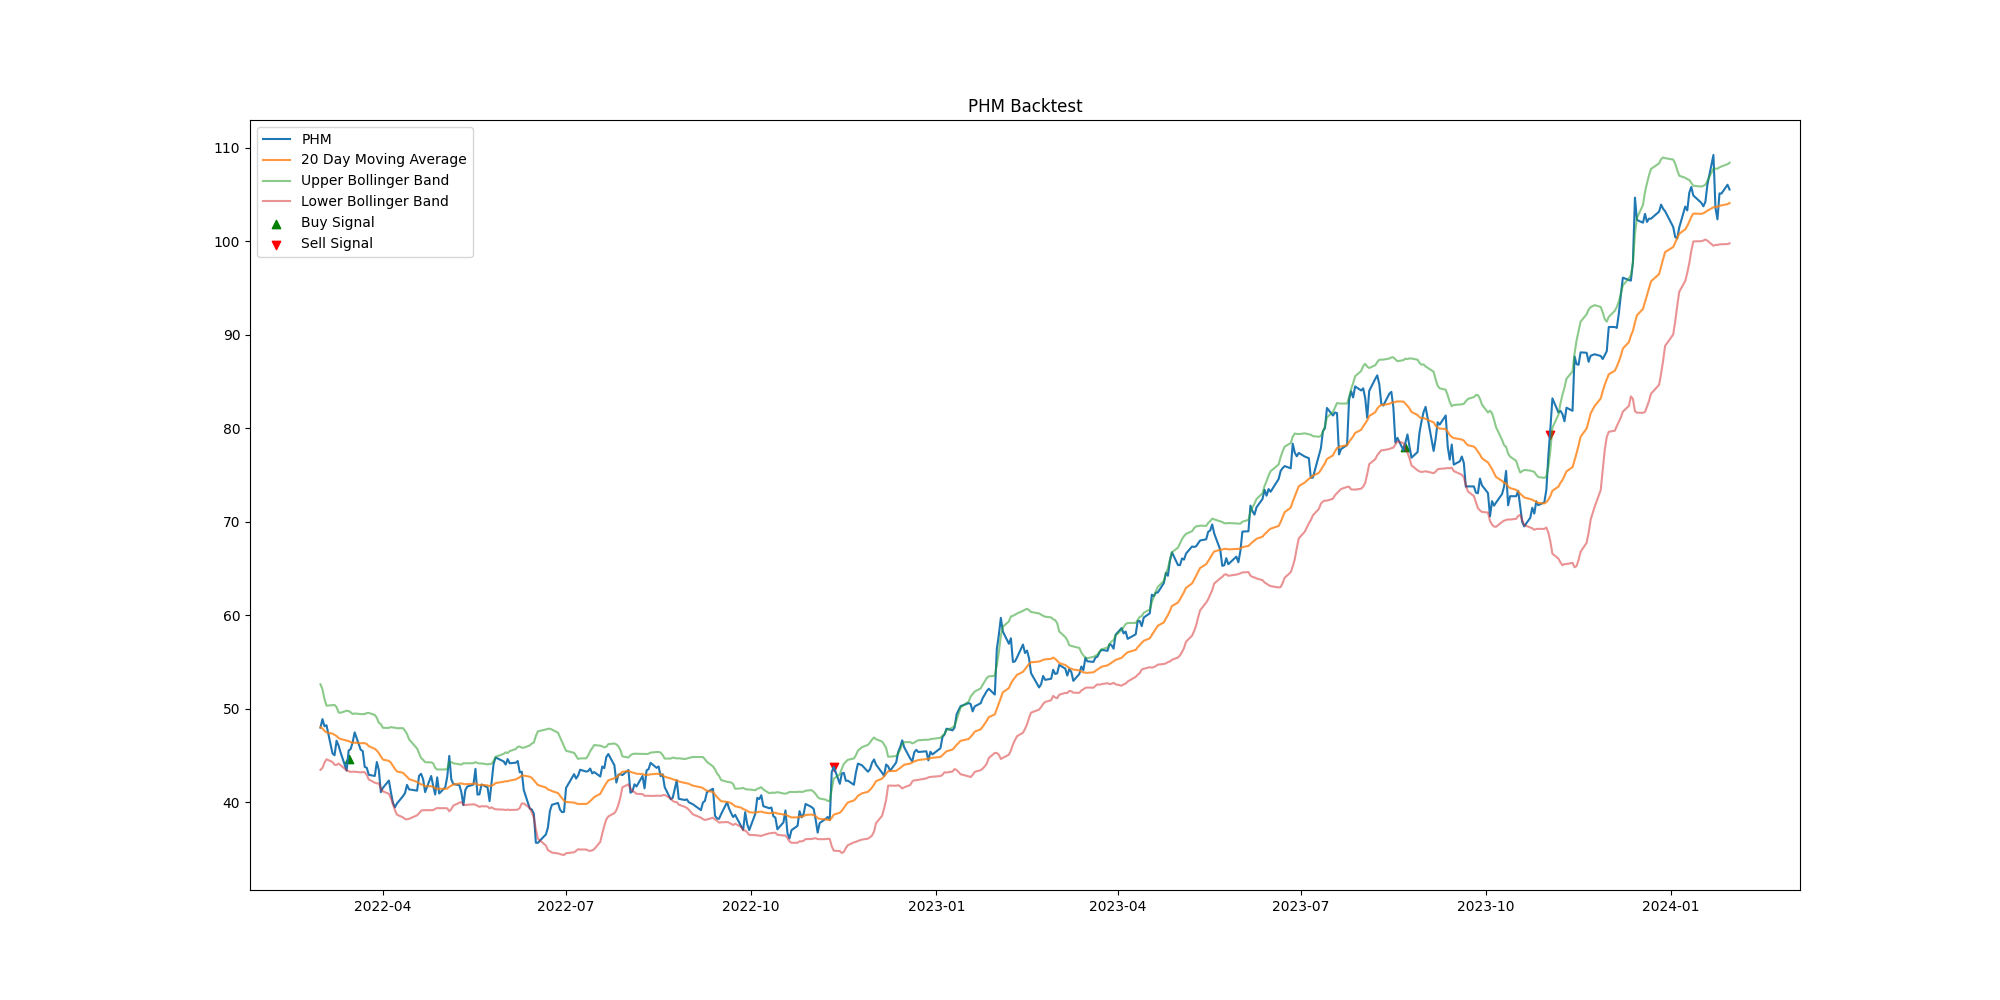 PHM Backtest
PHM
20 Day Moving Average
Upper Bollinger Band
Lower Bollinger Band
Buy Signal
Sell Signal
110
100
90
80
70
60
50
40
2022-04
2022-07
2022-10
2023-01
2023-04
2023-07
2023-10
2024-01